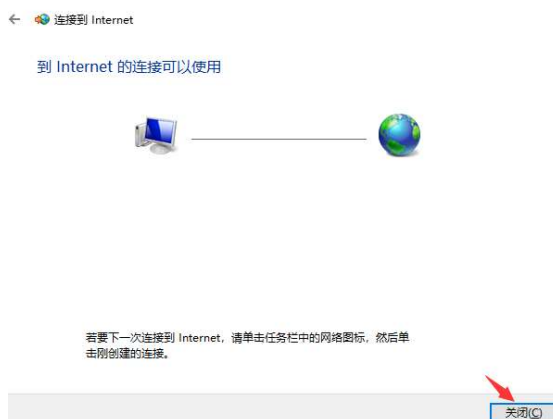 连接到 Internet
到 Internet 的连接可以使用
若要下一次连接到 Internet，请单击任务栏中的网络图标，然后单
击刚创建的连接。
关闭(C)